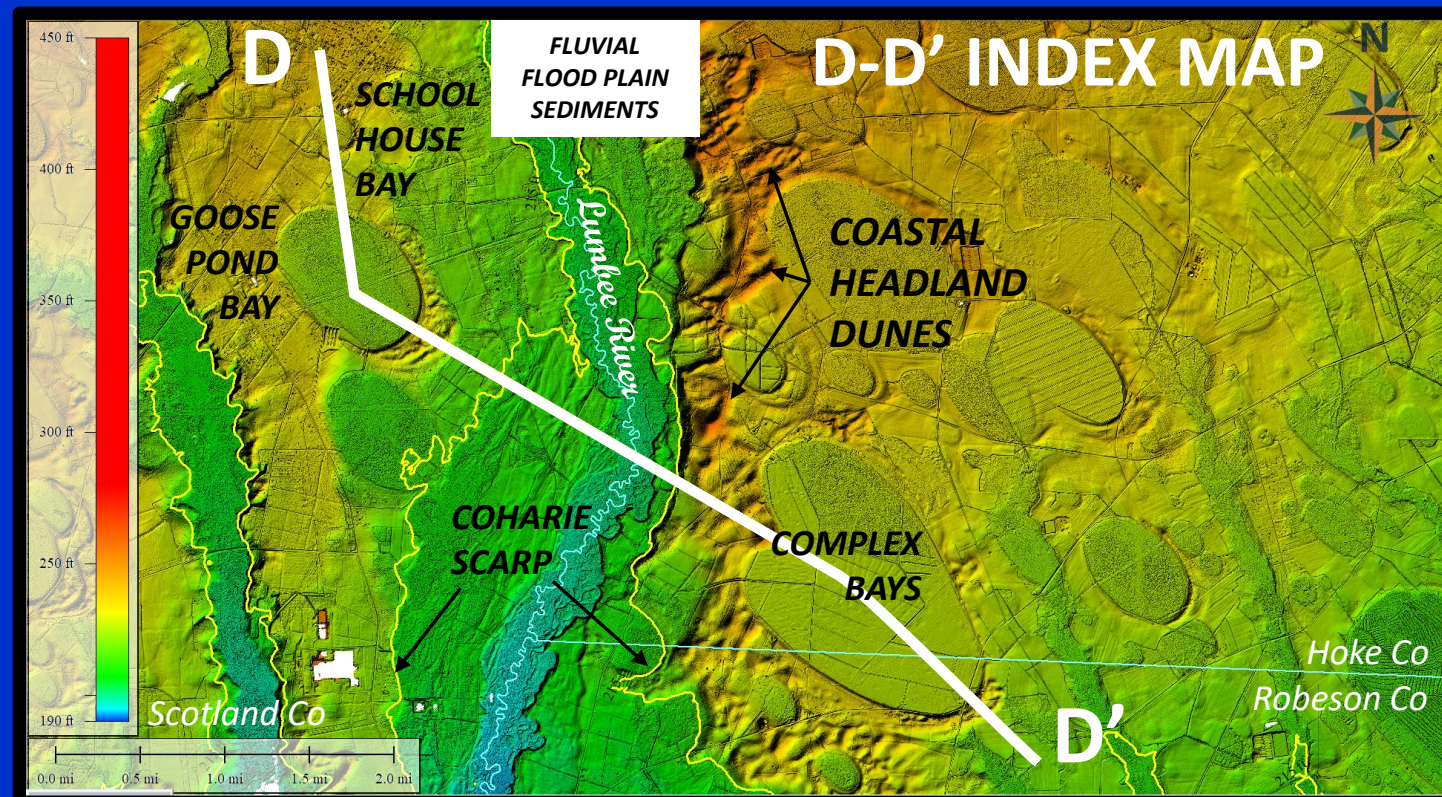 450 ft
400 ft
350 ft
300 ft
250 ft
190 ft
D
SCHOOL
HOUSE
BAY
GOOSE
POND
BAY
FLUVIAL
FLOOD PLAIN
SEDIMENTS
D-D’ INDEX MAP
N
Lumbee River
COASTAL
HEADLAND
DUNES
COHARIE
SCARP
COMPLEX
BAYS
Hoke Co
Robeson Co
Scotland Co
D’
0.0 mi 0.5 mi 1.0 mi 1.5 mi 2.0 mi